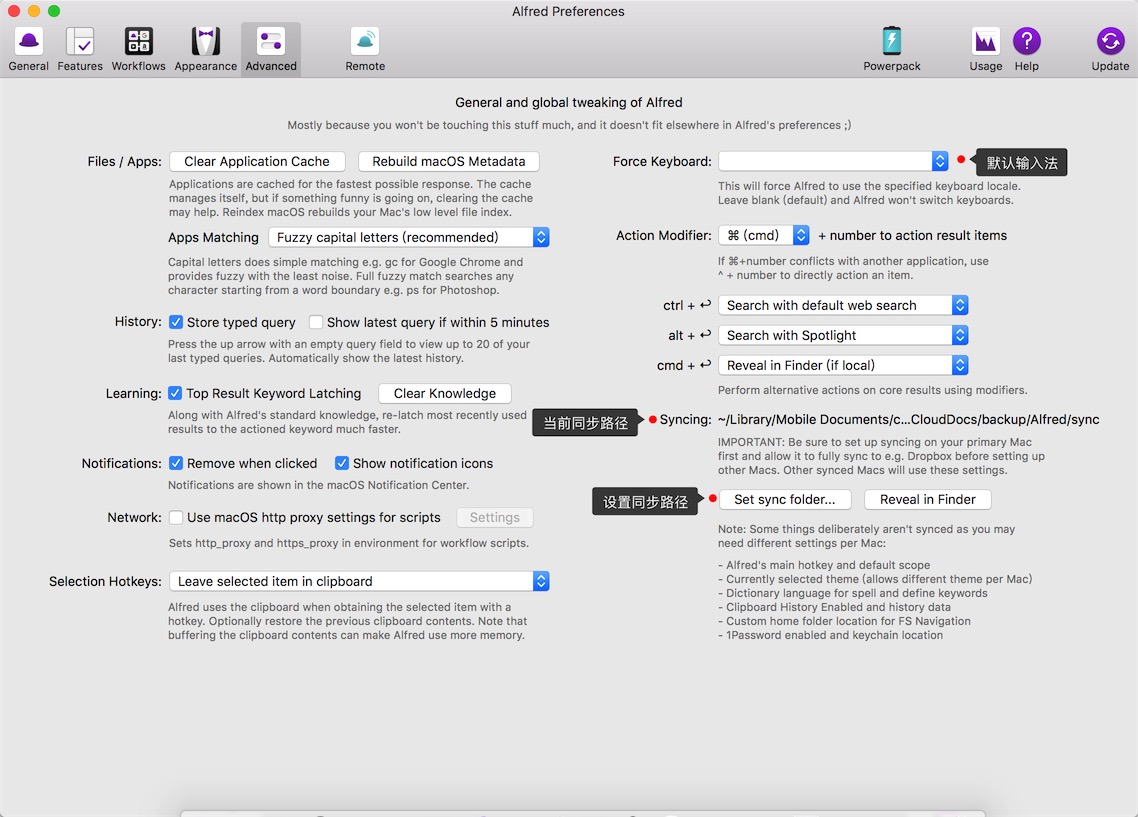 Alfred Preferences
General
Features
Workflows
Appearance
Advanced
Remote
Powerpack
Usage
Help
Update
General and global tweaking of Alfred
Mostly because you won't be touching this stuff much, and it doesn't fit elsewhere in Alfred's preferences ;)
Files / Apps:
Clear Application Cache
Rebuild macOS Metadata
Applications are cached for the fastest possible response. The cache
manages itself, but if something funny is going on, clearing the cache
may help. Reindex macOS rebuilds your Mac's low level file index.
Apps Matching
Fuzzy capital letters (recommended)
Capital letters does simple matching e.g. gc for Google Chrome and
provides fuzzy with the least noise. Full fuzzy match searches any
character starting from a word boundary e.g. ps for Photoshop.
History:
Store typed query
Show latest query if within 5 minutes
Press the up arrow with an empty query field to view up to 20 of your
last typed queries. Automatically show the latest history.
Learning:
Top Result Keyword Latching
Clear Knowledge
Along with Alfred's standard knowledge, re-latch most recently used
results to the actioned keyword much faster.
Notifications:
Remove when clicked
Show notification icons
Notifications are shown in the macOS Notification Center.
Network:
Use macOS http proxy settings for scripts
Settings
Sets http_proxy and https_proxy in environment for workflow scripts.
Selection Hotkeys:
Leave selected item in clipboard
Alfred uses the clipboard when obtaining the selected item with a
hotkey. Optionally restore the previous clipboard contents. Note that
buffering the clipboard contents can make Alfred use more memory.
Force Keyboard:
默认输入法
This will force Alfred to use the specified keyboard locale.
Leave blank (default) and Alfred won't switch keyboards.
Action Modifier:
⌘ (cmd)
+ number to action result items
If ⌘+number conflicts with another application, use
^ + number to directly action an item.
ctrl + ↩
Search with default web search
alt + ↩
Search with Spotlight
cmd + ↩
Reveal in Finder (if local)
Perform alternative actions on core results using modifiers.
当前同步路径
Syncing:
~/Library/Mobile Documents/c...CloudDocs/backup/Alfred/sync
IMPORTANT: Be sure to set up syncing on your primary Mac
first and allow it to fully sync to e.g. Dropbox before setting up
other Macs. Other synced Macs will use these settings.
设置同步路径
Set sync folder...
Reveal in Finder
Note: Some things deliberately aren't synced as you may
need different settings per Mac:
- Alfred's main hotkey and default scope
- Currently selected theme (allows different theme per Mac)
- Dictionary language for spell and define keywords
- Clipboard History Enabled and history data
- Custom home folder location for FS Navigation
- 1Password enabled and keychain location